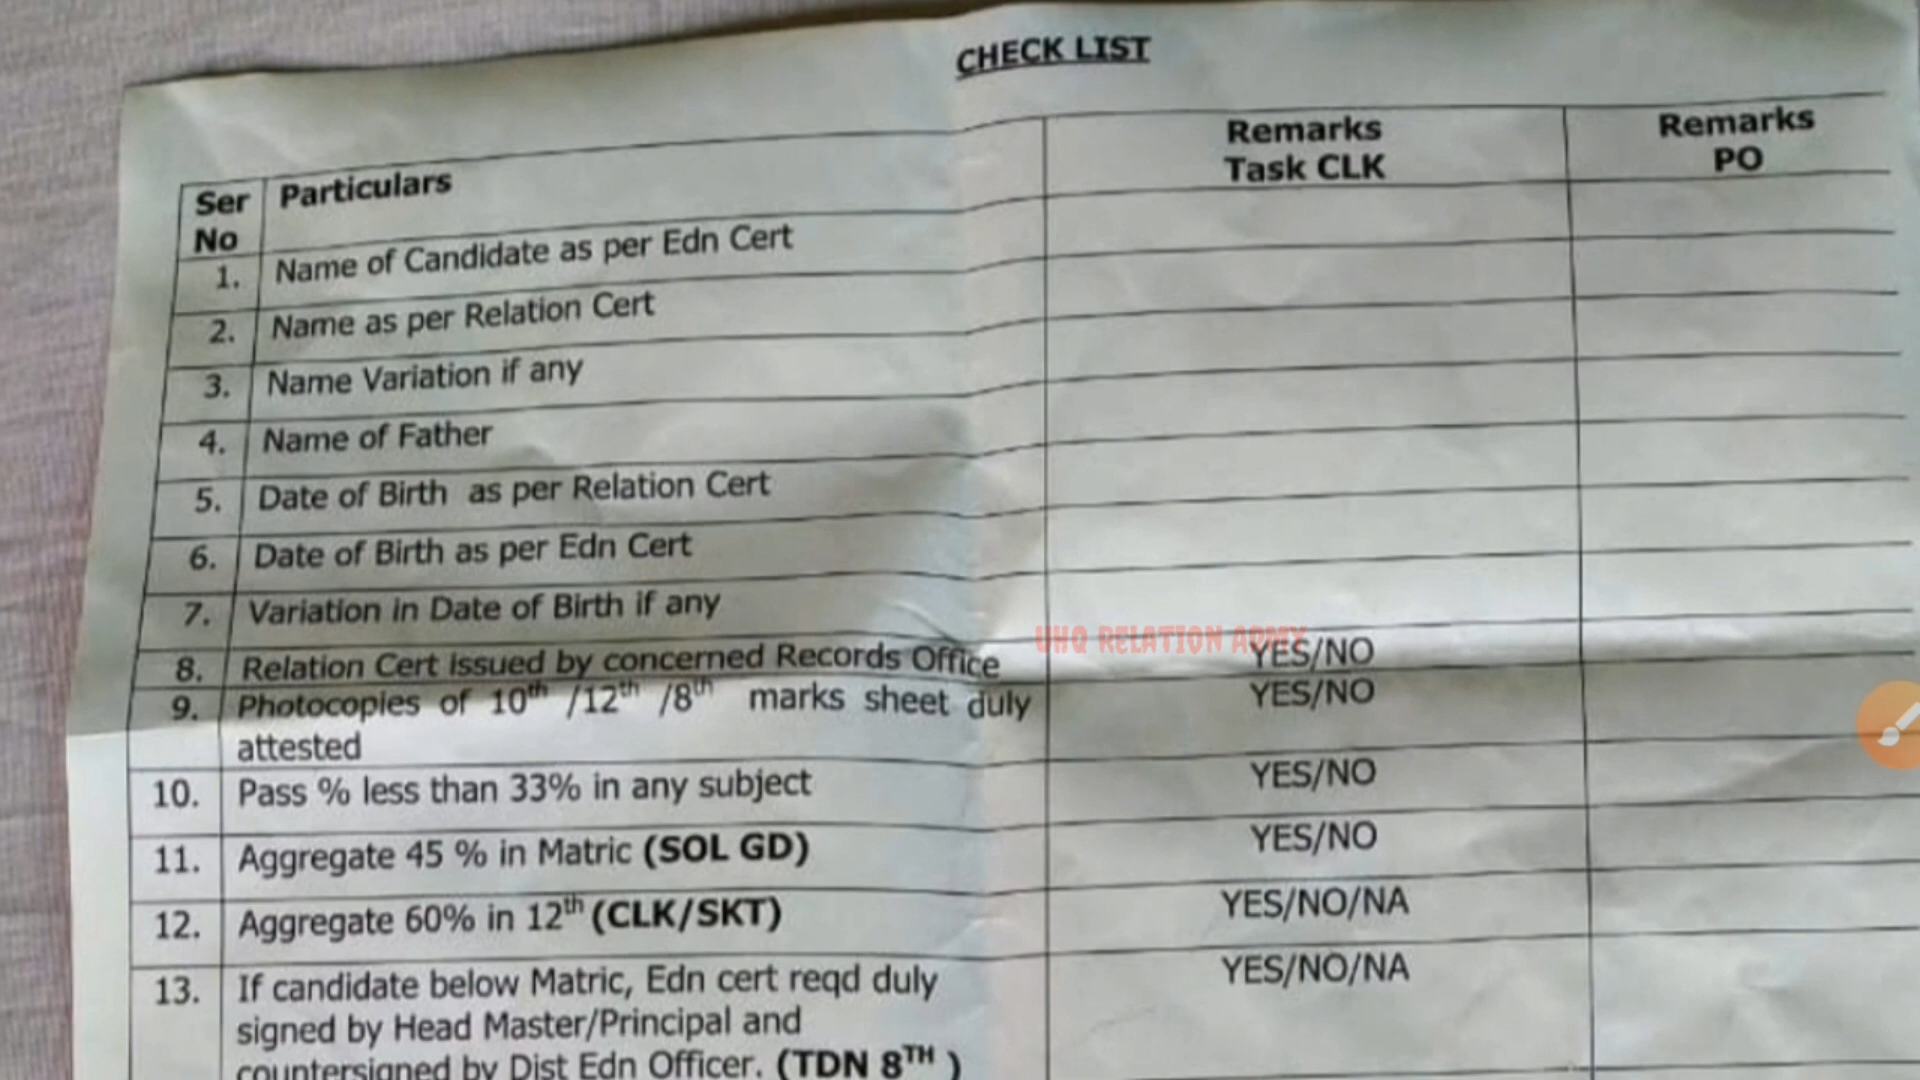 CHECK LIST
Ser No Particulars Remarks Task CLK Remarks PO
1. Name of Candidate as per Edn Cert
2. Name as per Relation Cert
3. Name Variation if any
4. Name of Father
5. Date of Birth as per Relation Cert
6. Date of Birth as per Edn Cert
7. Variation in Date of Birth if any
UHQ RELATION ARMY
8. Relation Cert issued by concerned Records Office YES/NO
9. Photocopies of 10th /12th /8th marks sheet duly YES/NO
attested
10. Pass % less than 33% in any subject YES/NO
11. Aggregate 45 % in Matric (SOL GD) YES/NO
12. Aggregate 60% in 12th (CLK/SKT) YES/NO/NA
13. If candidate below Matric, Edn cert reqd duly YES/NO/NA
signed by Head Master/Principal and
countersigned by Dist Edn Officer. (TDN 8TH )